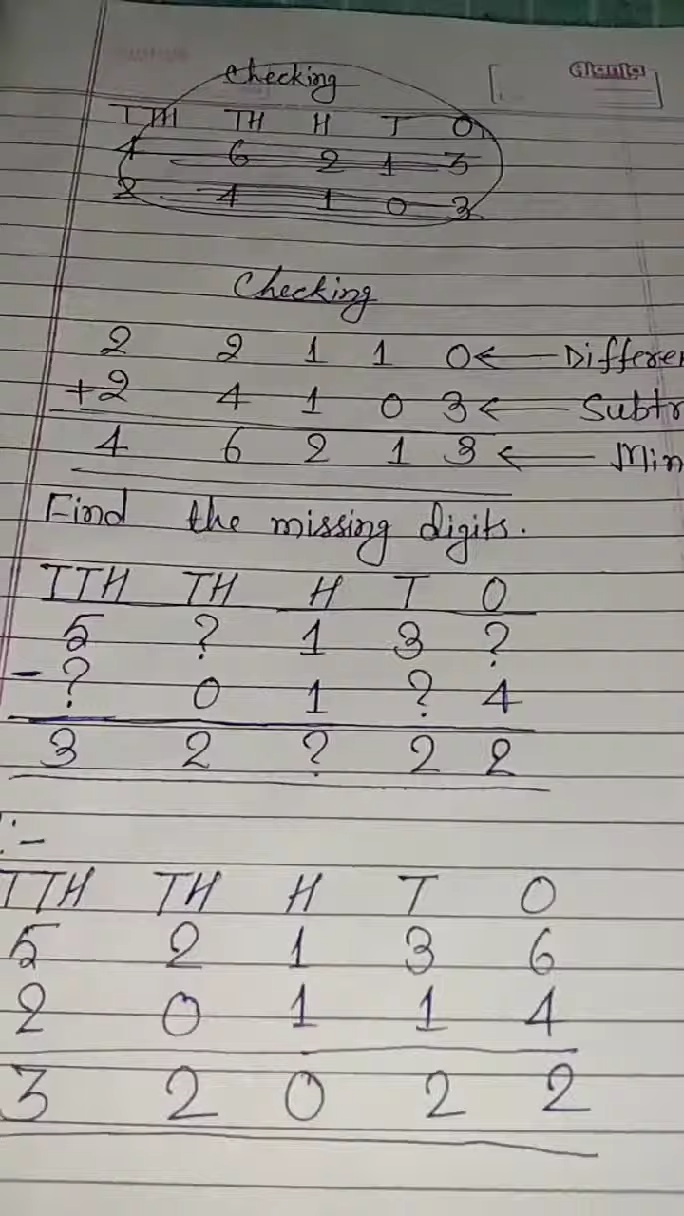 Checking
TTH TH H T O
4 6 2 1 3
2 4 1 0 3
Checking
2 2 1 1 0 ← Differen
+2 4 1 0 3 ← Subtr
4 6 2 1 3 ← Min
Find the missing digits.
TTH TH H T O
5 ? 1 3 ?
- ? 0 1 ? 4
3 2 ? 2 2
:-
TTH TH H T O
5 2 1 3 6
2 0 1 1 4
3 2 0 2 2